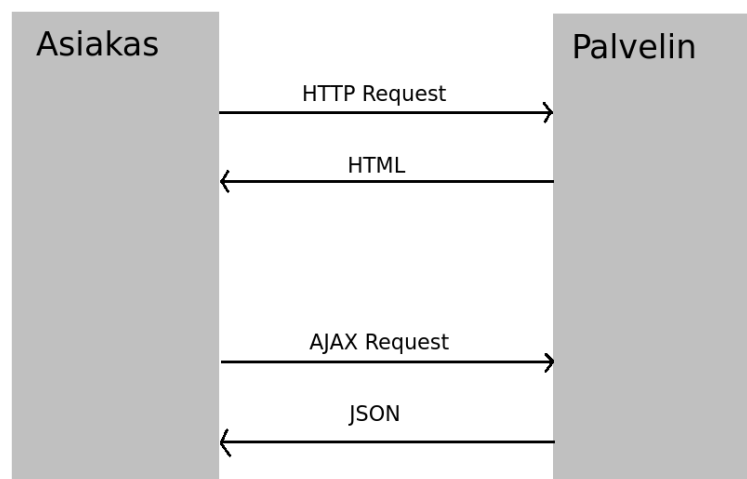 Asiakas
Palvelin
HTTP Request
HTML
AJAX Request
JSON